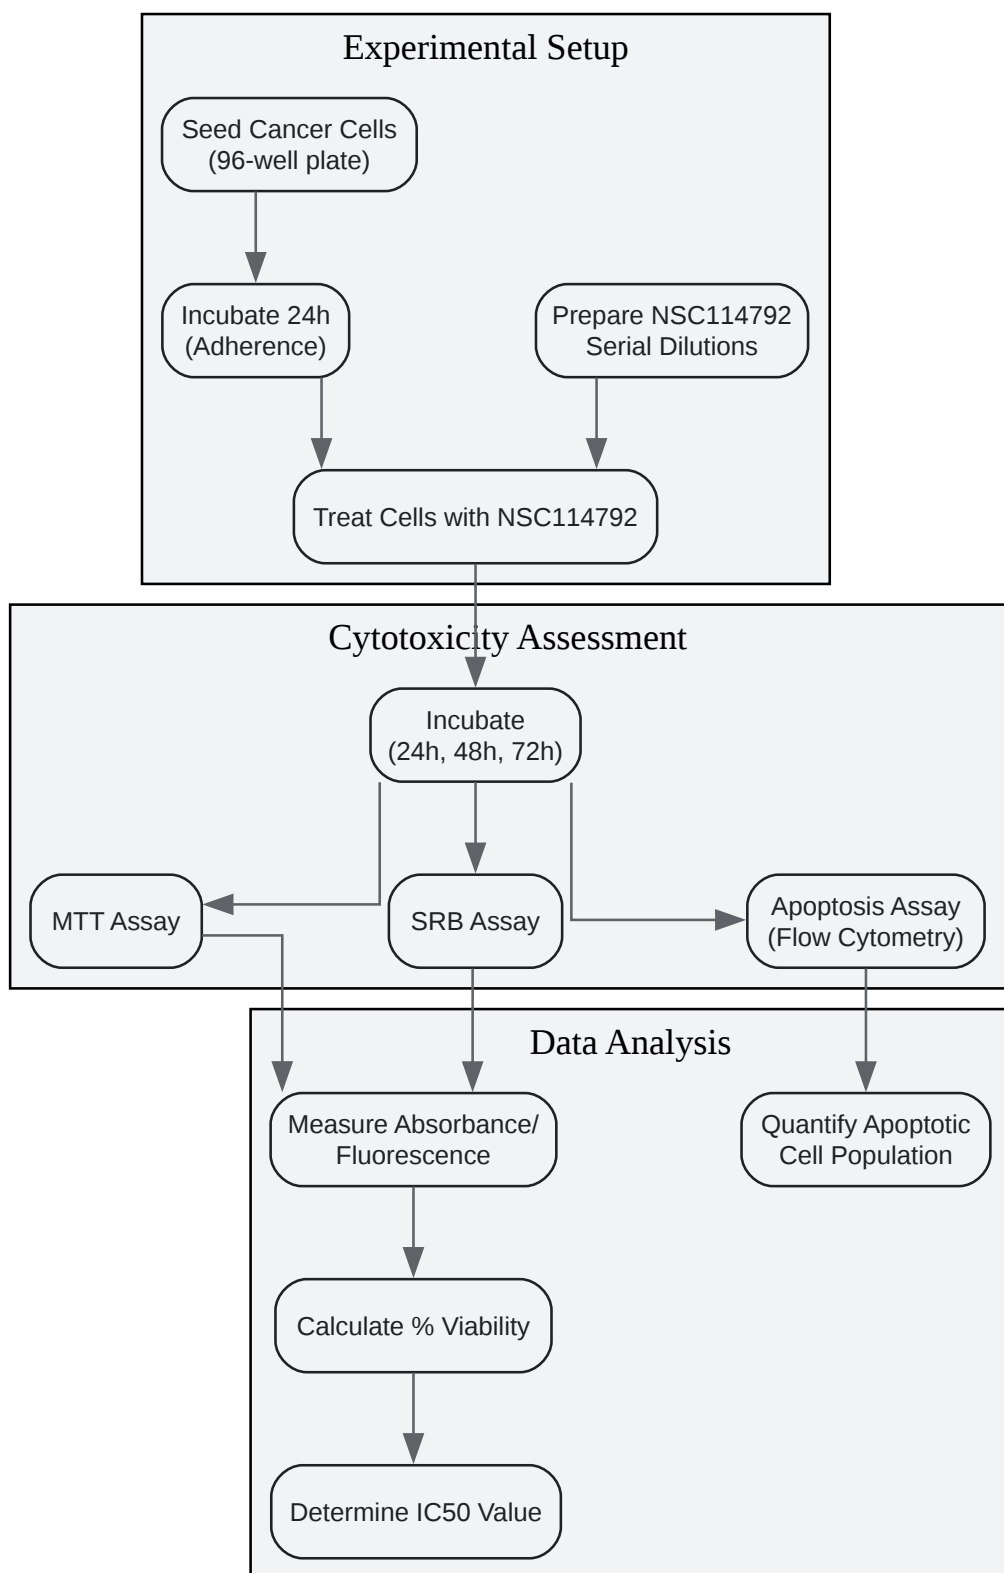 Experimental Setup
Seed Cancer Cells
(96-well plate)
Incubate 24h
(Adherence)
Prepare NSC114792
Serial Dilutions
Treat Cells with NSC114792
Cytotoxicity Assessment
Incubate
(24h, 48h, 72h)
MTT Assay
SRB Assay
Apoptosis Assay
(Flow Cytometry)
Data Analysis
Measure Absorbance/
Fluorescence
Quantify Apoptotic
Cell Population
Calculate % Viability
Determine IC50 Value